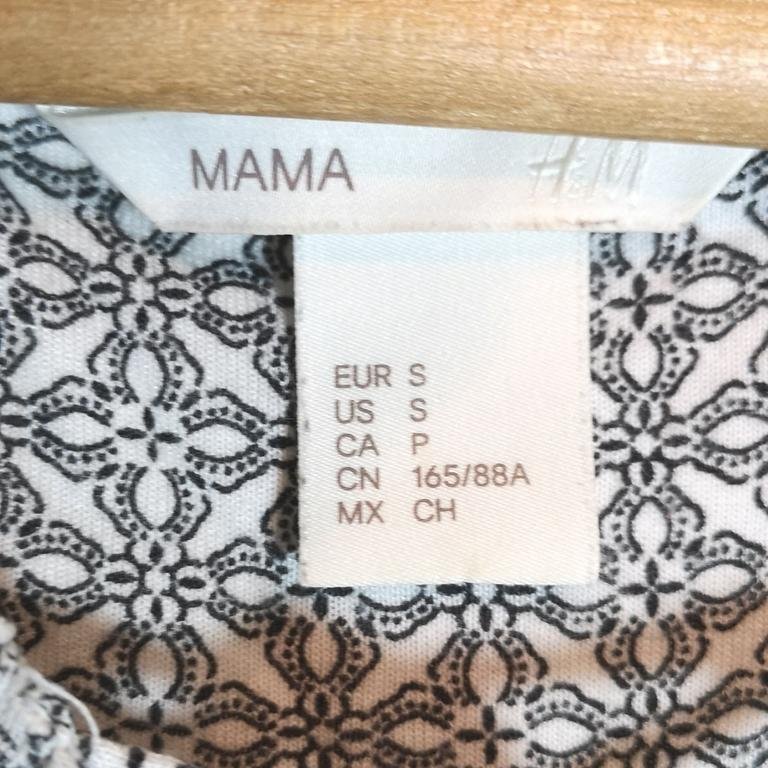 MAMA H&M
EUR S
US S
CA P
CN 165/88A
MX CH